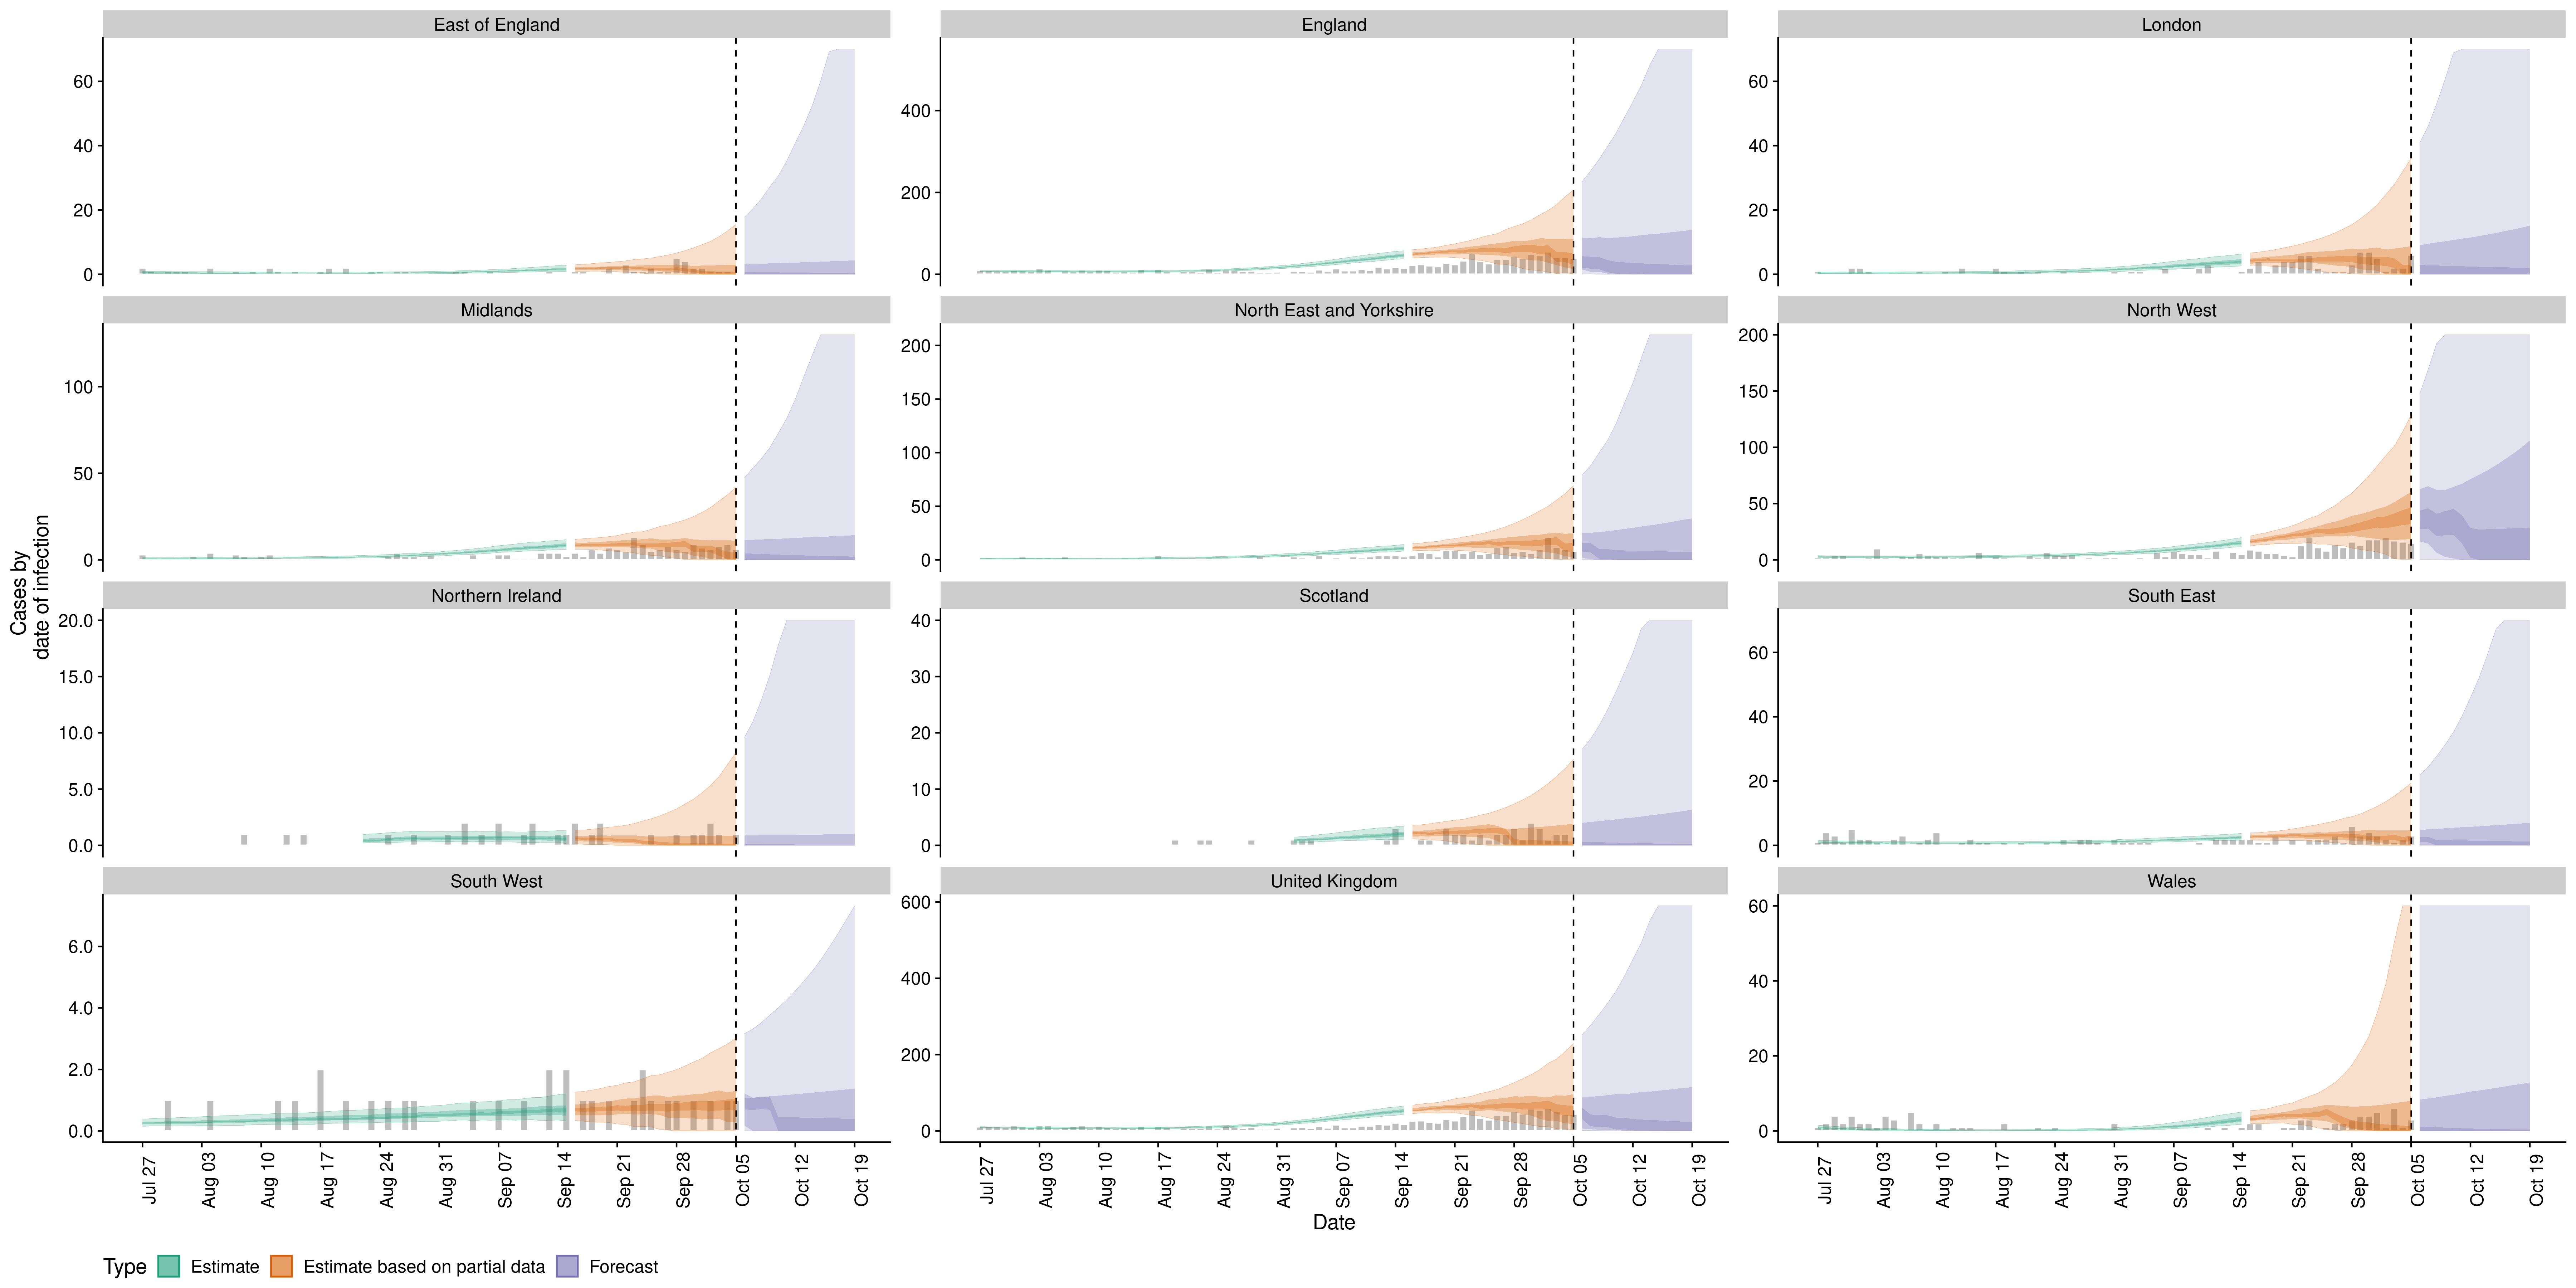 East of England England London
60 400 60
40 40
20 200 20
0 0 0
Midlands North East and Yorkshire North West
100 200 200
150 150
50 100 100
50 50
0 0 0
Cases by
date of infection
Northern Ireland Scotland South East
20.0 40 60
15.0 30
10.0 20 40
5.0 10 20
0.0 0 0
South West United Kingdom Wales
6.0 600 60
4.0 400 40
2.0 200 20
0.0 0 0
Jul 27 Aug 03 Aug 10 Aug 17 Aug 24 Aug 31 Sep 07 Sep 14 Sep 21 Sep 28 Oct 05 Oct 12 Oct 19 Jul 27 Aug 03 Aug 10 Aug 17 Aug 24 Aug 31 Sep 07 Sep 14 Sep 21 Sep 28 Oct 05 Oct 12 Oct 19 Jul 27 Aug 03 Aug 10 Aug 17 Aug 24 Aug 31 Sep 07 Sep 14 Sep 21 Sep 28 Oct 05 Oct 12 Oct 19
Date
Type Estimate Estimate based on partial data Forecast